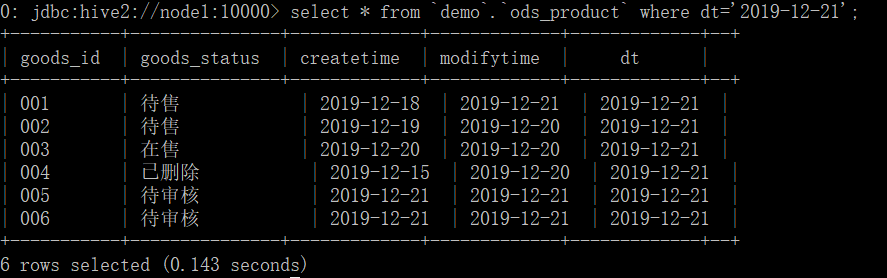 0: jdbc:hive2://node1:10000> select * from `demo`.`ods_product` where dt='2019-12-21';
+-----------+---------------+-------------+-------------+-------------+--+
| goods_id | goods_status | createtime | modifytime | dt |
+-----------+---------------+-------------+-------------+-------------+--+
| 001 | 待售 | 2019-12-18 | 2019-12-21 | 2019-12-21 |
| 002 | 待售 | 2019-12-19 | 2019-12-20 | 2019-12-21 |
| 003 | 在售 | 2019-12-20 | 2019-12-20 | 2019-12-21 |
| 004 | 已删除 | 2019-12-15 | 2019-12-20 | 2019-12-21 |
| 005 | 待审核 | 2019-12-21 | 2019-12-21 | 2019-12-21 |
| 006 | 待审核 | 2019-12-21 | 2019-12-21 | 2019-12-21 |
+-----------+---------------+-------------+-------------+-------------+--+
6 rows selected (0.143 seconds)